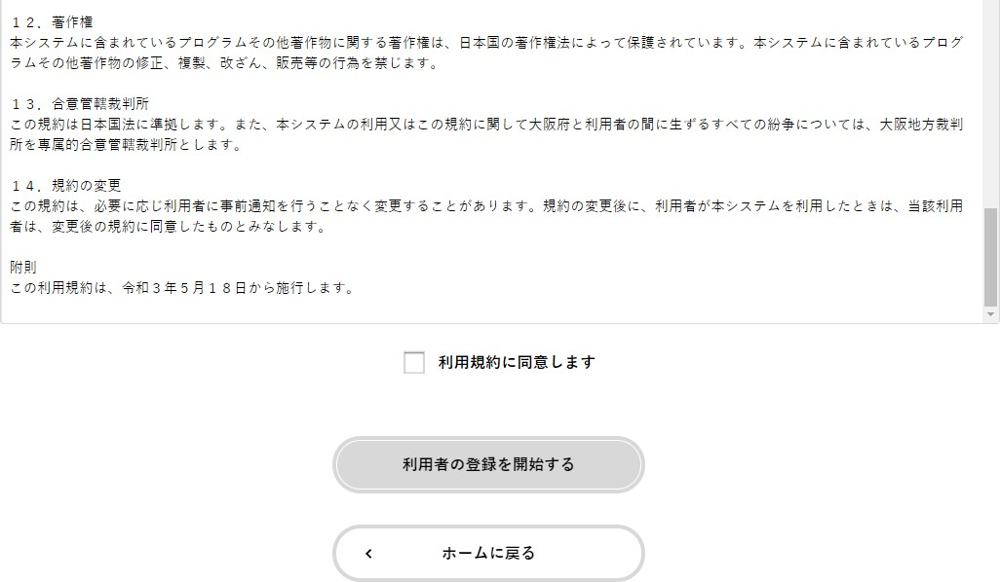 １２．著作権
本システムに含まれているプログラムその他著作物に関する著作権は、日本国の著作権法によって保護されています。本システムに含まれているプログ
ラムその他著作物の修正、複製、改ざん、販売等の行為を禁じます。
１３．合意管轄裁判所
この規約は日本国法に準拠します。また、本システムの利用又はこの規約に関して大阪府と利用者の間に生ずるすべての紛争については、大阪地方裁判
所を専属的合意管轄裁判所とします。
１４．規約の変更
この規約は、必要に応じ利用者に事前通知を行うことなく変更することがあります。規約の変更後に、利用者が本システムを利用したときは、当該利用
者は、変更後の規約に同意したものとみなします。
附則
この利用規約は、令和３年５月１８日から施行します。
利用規約に同意します
利用者の登録を開始する
ホームに戻る